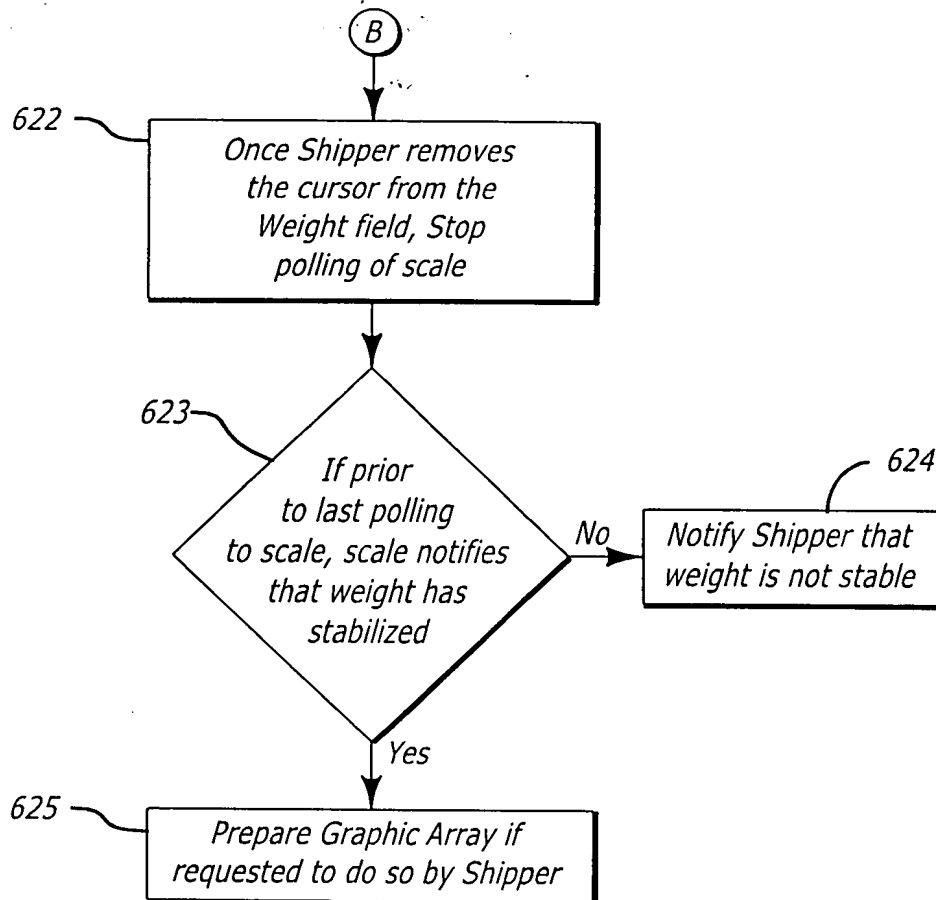 B
622
Once Shipper removes
the cursor from the
Weight field, Stop
polling of scale
623
If prior
to last polling
to scale, scale notifies
that weight has
stabilized
No
624
Notify Shipper that
weight is not stable
Yes
625
Prepare Graphic Array if
requested to do so by Shipper